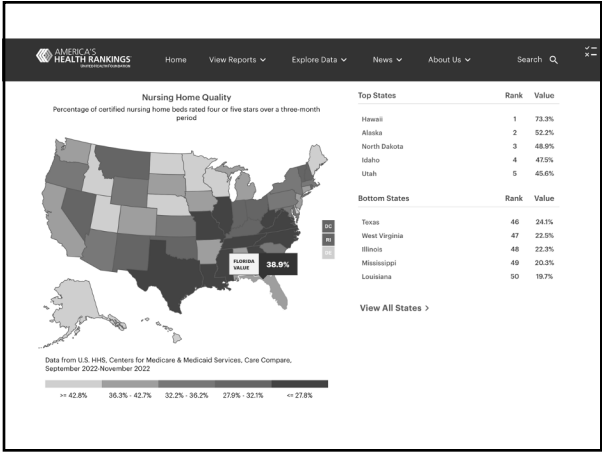 AMERICA'S
HEALTH RANKINGS
UNITED HEALTH FOUNDATION
Home View Reports Explore Data News About Us Search
Nursing Home Quality
Percentage of certified nursing home beds rated four or five stars over a three-month
period
DC
RI
DE
FLORIDA
VALUE
38.9%
Data from U.S. HHS, Centers for Medicare & Medicaid Services, Care Compare,
September 2022-November 2022
>= 42.8% 36.3% - 42.7% 32.2% - 36.2% 27.9% - 32.1% <= 27.8%
Top States Rank Value
Hawaii 1 73.3%
Alaska 2 52.2%
North Dakota 3 48.9%
Idaho 4 47.5%
Utah 5 45.6%
Bottom States Rank Value
Texas 46 24.1%
West Virginia 47 22.5%
Illinois 48 22.3%
Mississippi 49 20.3%
Louisiana 50 19.7%
View All States >